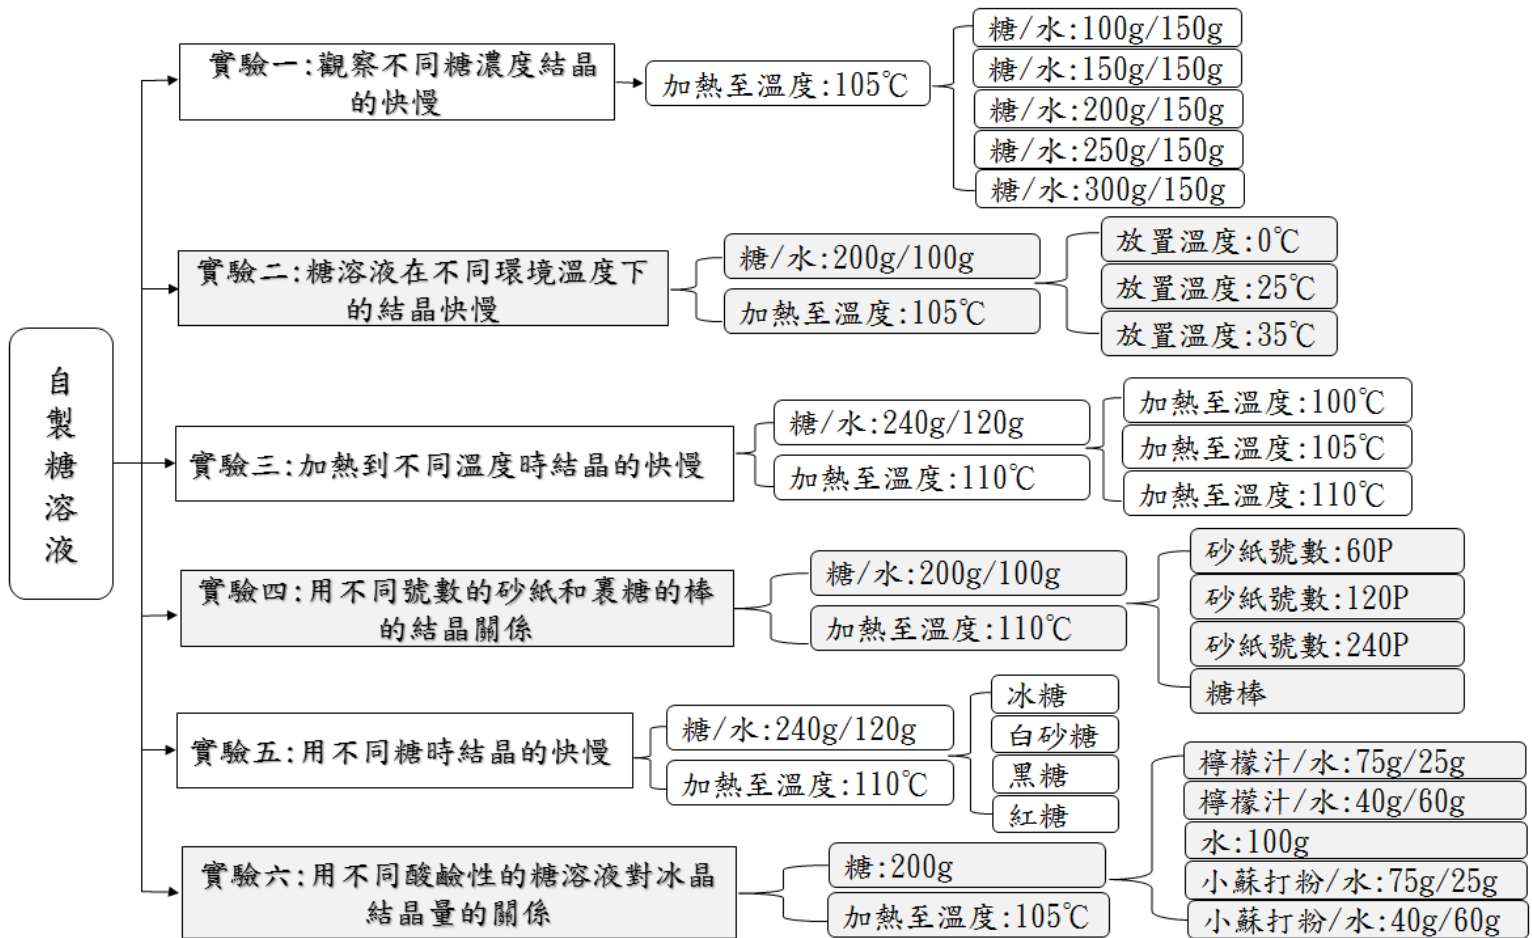 自製糖溶液
實驗一:觀察不同糖濃度結晶
的快慢
加熱至溫度:105℃
糖/水:100g/150g
糖/水:150g/150g
糖/水:200g/150g
糖/水:250g/150g
糖/水:300g/150g
實驗二:糖溶液在不同環境溫度下
的結晶快慢
糖/水:200g/100g
加熱至溫度:105℃
放置溫度:0℃
放置溫度:25℃
放置溫度:35℃
實驗三:加熱到不同溫度時結晶的快慢
糖/水:240g/120g
加熱至溫度:110℃
加熱至溫度:100℃
加熱至溫度:105℃
加熱至溫度:110℃
實驗四:用不同號數的砂紙和裹糖的棒
的結晶關係
糖/水:200g/100g
加熱至溫度:110℃
砂紙號數:60P
砂紙號數:120P
砂紙號數:240P
糖棒
實驗五:用不同糖時結晶的快慢
糖/水:240g/120g
加熱至溫度:110℃
冰糖
白砂糖
黑糖
紅糖
實驗六:用不同酸鹼性的糖溶液對冰晶
結晶量的關係
糖:200g
加熱至溫度:105℃
檸檬汁/水:75g/25g
檸檬汁/水:40g/60g
水:100g
小蘇打粉/水:75g/25g
小蘇打粉/水:40g/60g